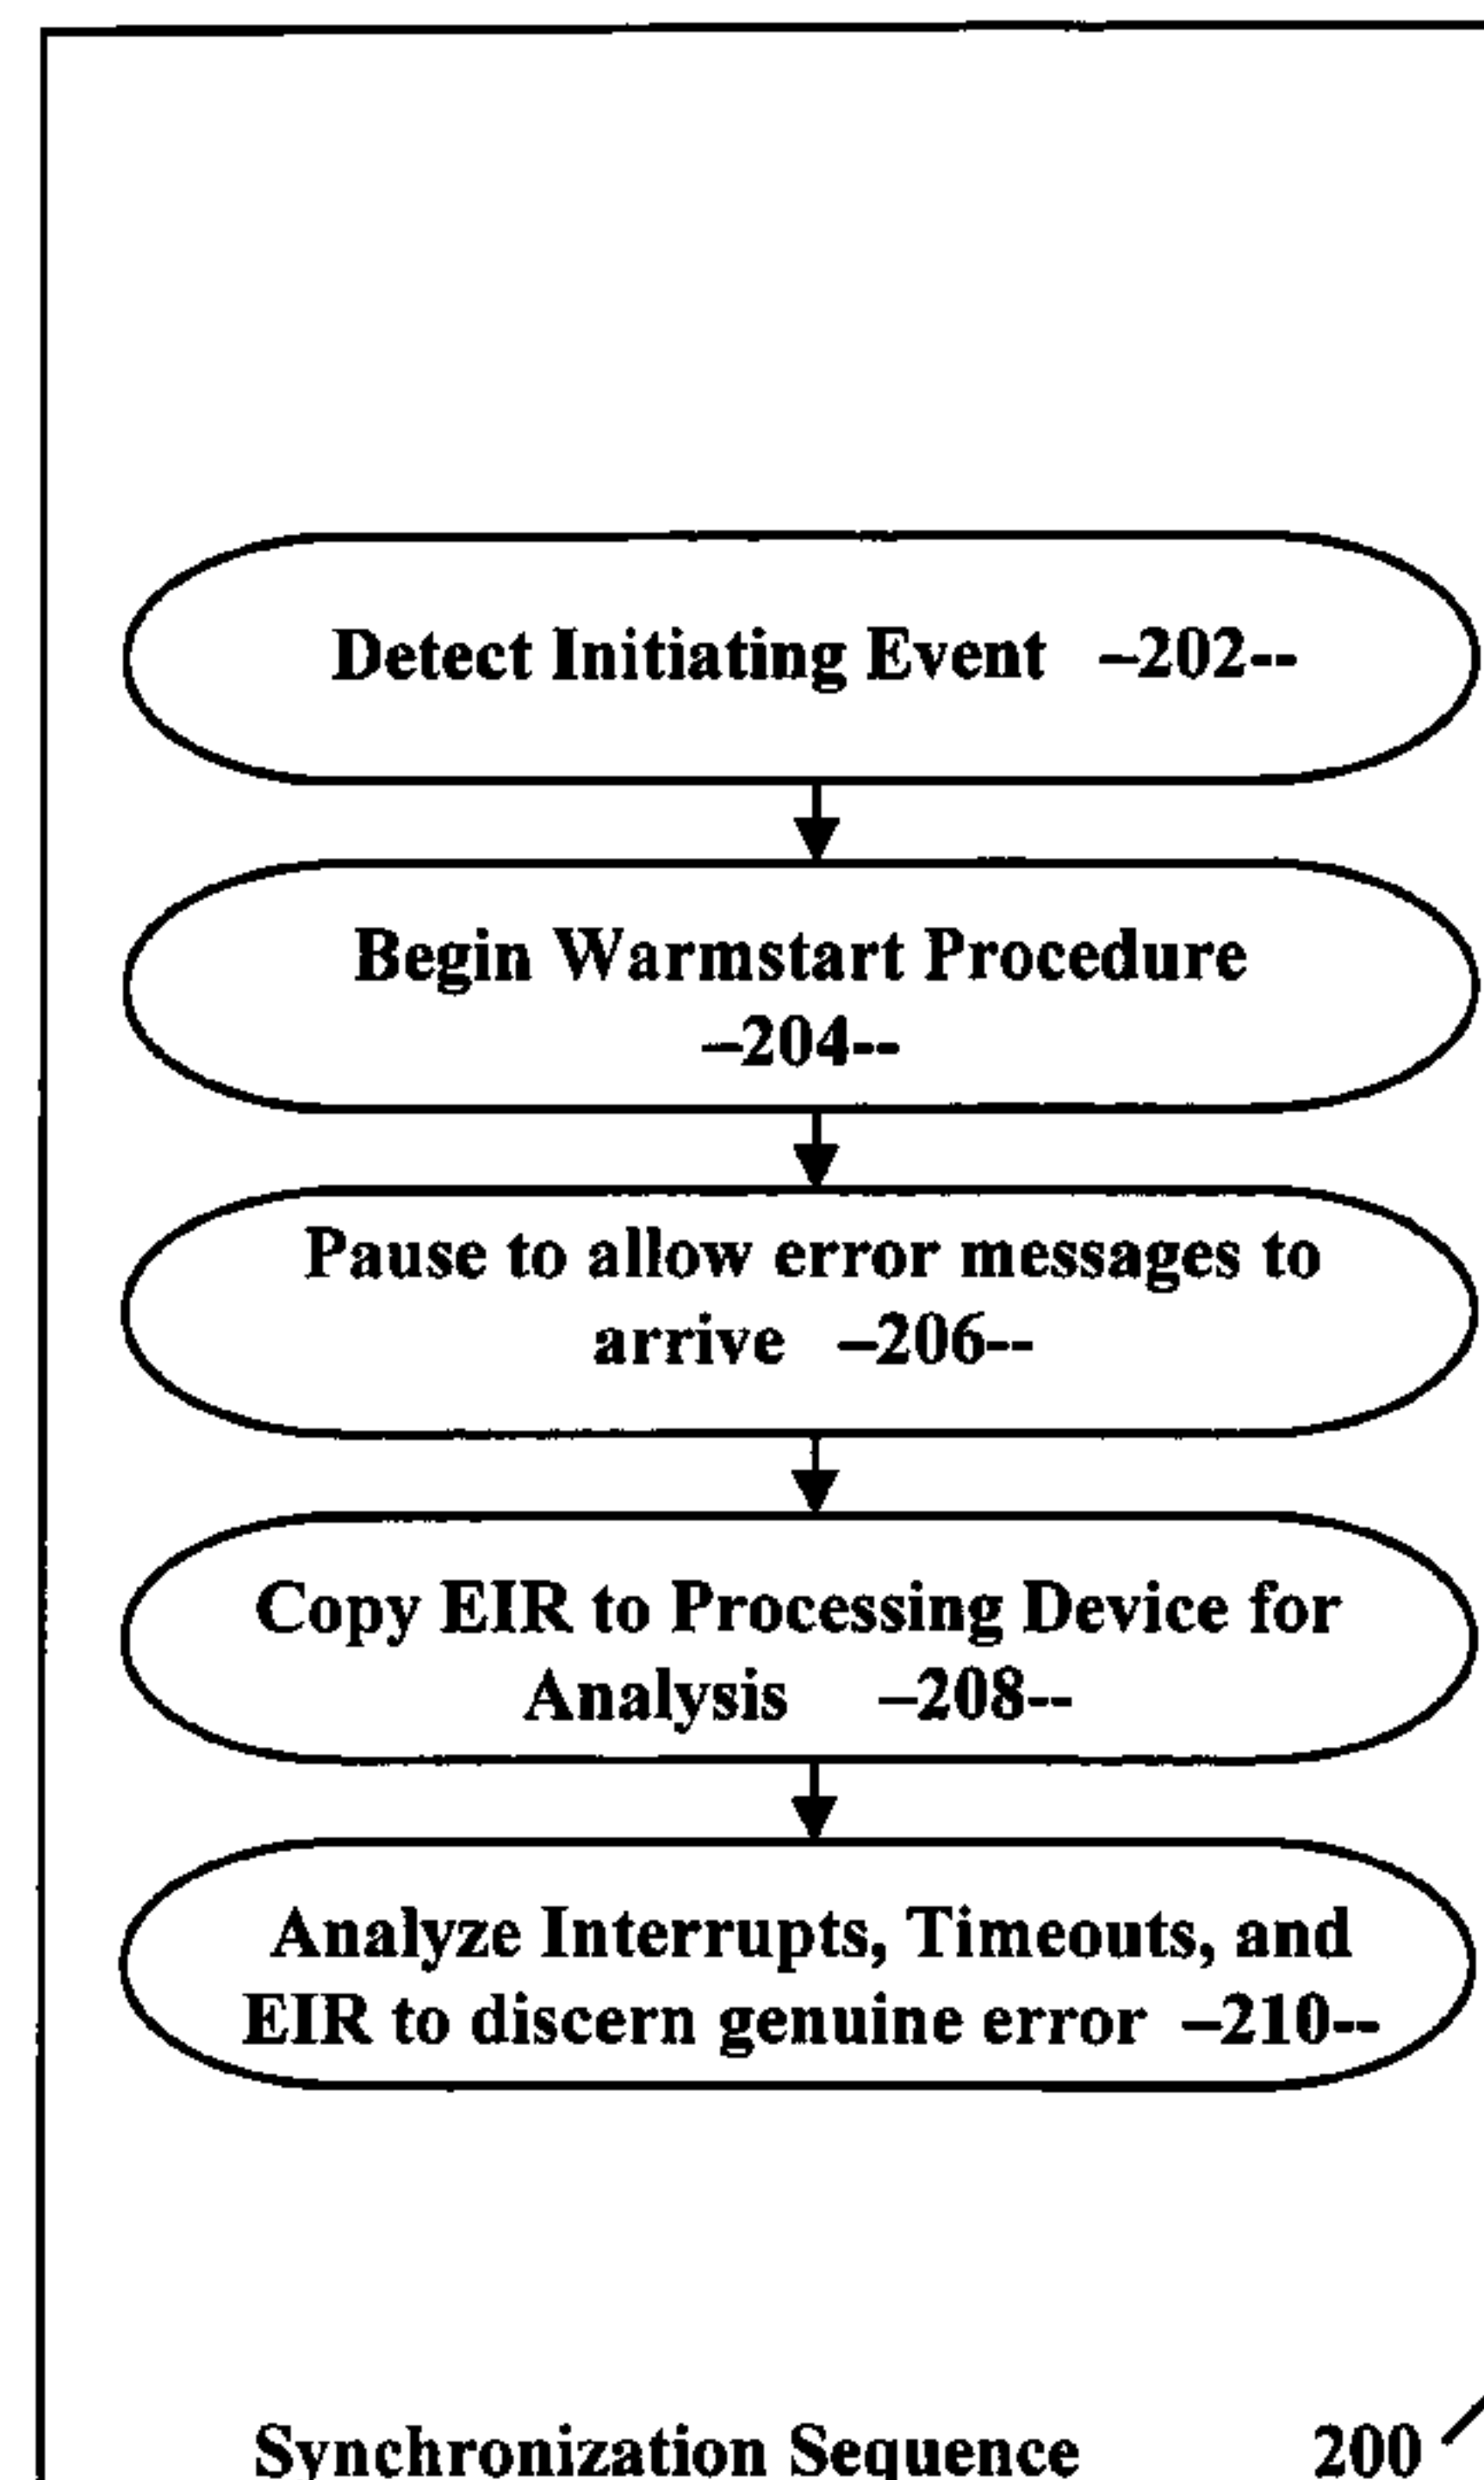 Detect Initiating Event –202--
Begin Warmstart Procedure
–204--
Pause to allow error messages to
arrive –206--
Copy EIR to Processing Device for
Analysis –208--
Analyze Interrupts, Timeouts, and
EIR to discern genuine error –210--
Synchronization Sequence 200